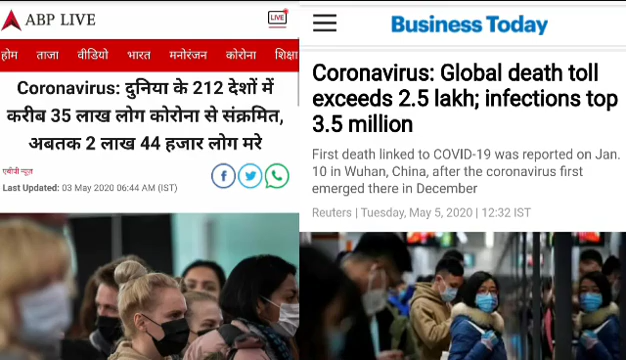 ABP LIVE
LIVE
होम ताजा वीडियो भारत मनोरंजन कोरोना शिक्षा
Coronavirus: दुनिया के 212 देशों में
करीब 35 लाख लोग कोरोना से संक्रमित,
अबतक 2 लाख 44 हजार लोग मरे
एबीपी न्यूज़
Last Updated: 03 May 2020 06:44 AM (IST)
Business Today
Coronavirus: Global death toll
exceeds 2.5 lakh; infections top
3.5 million
First death linked to COVID-19 was reported on Jan.
10 in Wuhan, China, after the coronavirus first
emerged there in December
Reuters | Tuesday, May 5, 2020 | 12:32 IST